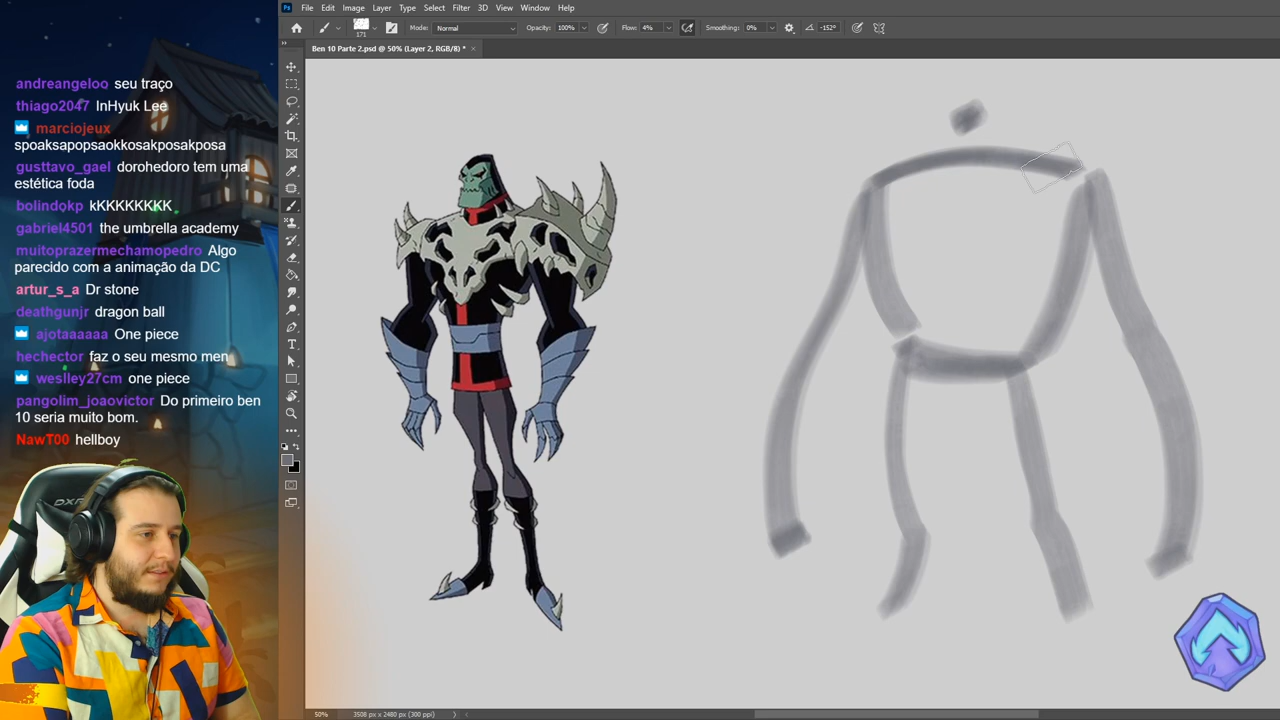 File Edit Image Layer Type Select Filter 3D View Window Help
171 Mode: Normal Opacity: 100% Flow: 4% Smoothing: 0% -152°
Ben 10 Parte 2.psd @ 50% (Layer 2, RGB/8) *
andreangeloo seu traço
thiago2047 InHyuk Lee
marciojeux
spoaksapopsaokkosakposakposa
gusttavo_gael dorohedoro tem uma
estética foda
bolindokp kKKKKKKKK
gabriel4501 the umbrella academy
muitoprazermechamopedro Algo
parecido com a animação da DC
artur_s_a Dr stone
deathgunjr dragon ball
ajotaaaaaa One piece
hechector faz o seu mesmo men
weslley27cm one piece
pangolim_joaovictor Do primeiro ben
10 seria muito bom.
NawT00 hellboy
50% 3508 px x 2480 px (300 ppi)